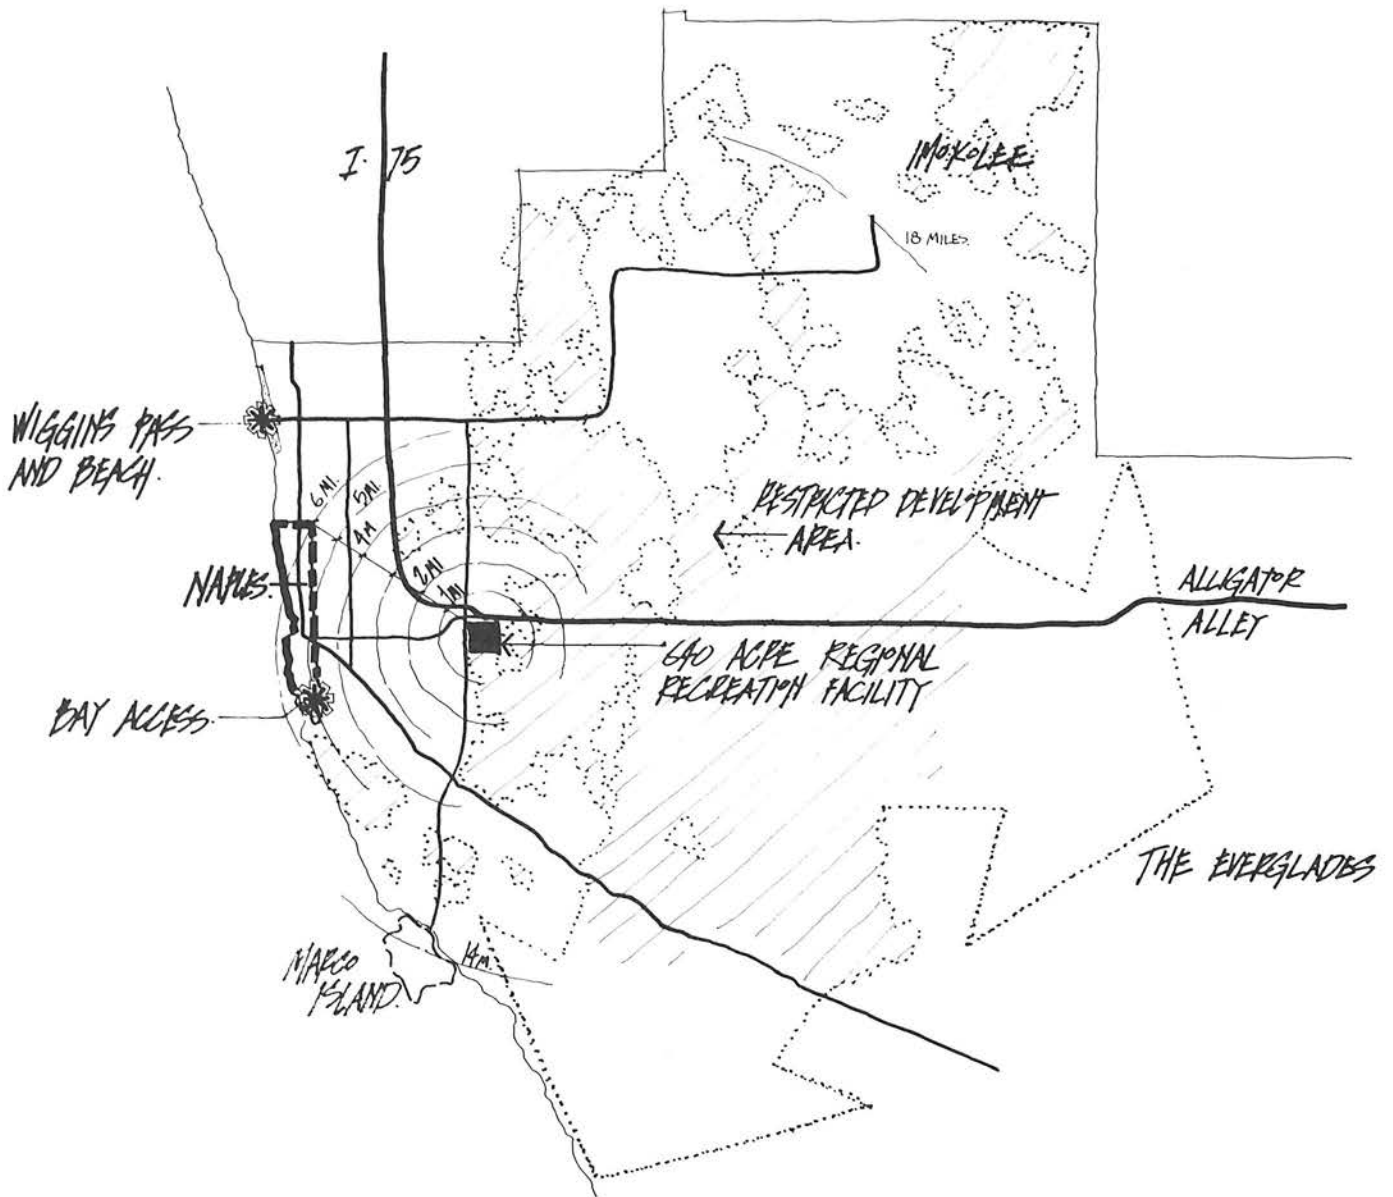 I-75
IMOKOLEE
18 MILES.
WIGGINS PASS
AND BEACH.
6 MI.
5 MI.
4 M
2 MI
1 MI
RESTRICTED DEVELOPMENT
AREA.
NAPLES.
ALLIGATOR
ALLEY
640 ACRE REGIONAL
RECREATION FACILITY
BAY ACCESS.
THE EVERGLADES
14 M.
MARCO
ISLAND.